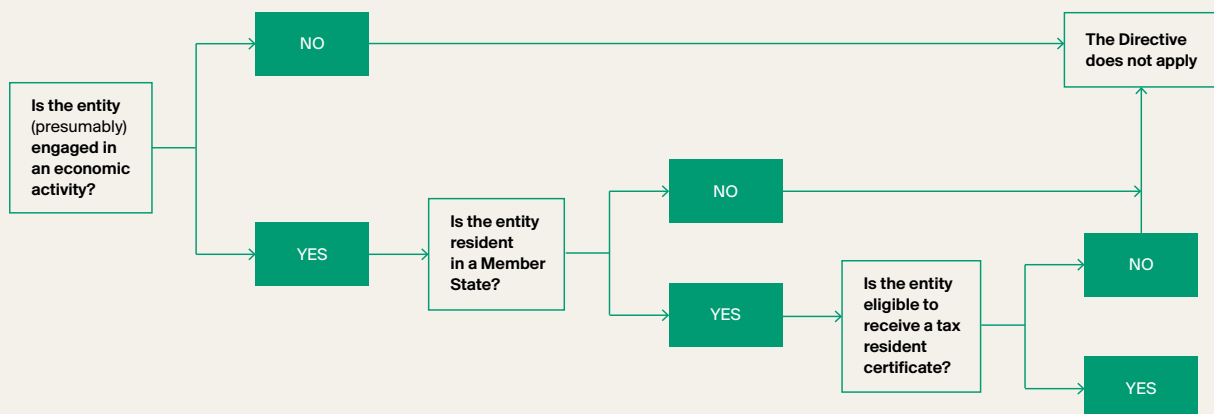 NO
The Directive
does not apply
Is the entity
(presumably)
engaged in
an economic
activity?
NO
YES
Is the entity
resident
in a Member
State?
NO
YES
Is the entity
eligible to
receive a tax
resident
certificate?
YES